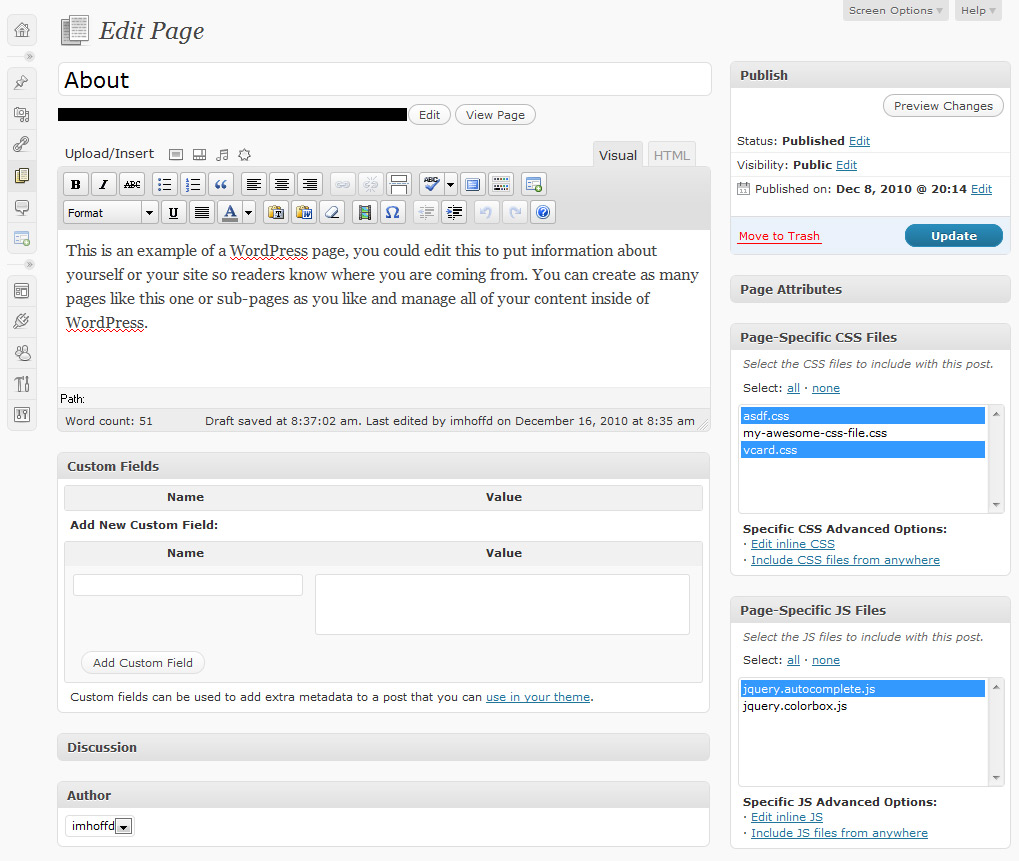 Screen Options
Help
Edit Page
About
Edit
View Page
Upload/Insert
Visual
HTML
B I ABC
ABC
Format
U
A
T
W
Ω
?
This is an example of a WordPress page, you could edit this to put information about
yourself or your site so readers know where you are coming from. You can create as many
pages like this one or sub-pages as you like and manage all of your content inside of
WordPress.
Path:
Word count: 51
Draft saved at 8:37:02 am. Last edited by imhoffd on December 16, 2010 at 8:35 am
Custom Fields
Name Value
Add New Custom Field:
Name Value
Add Custom Field
Custom fields can be used to add extra metadata to a post that you can use in your theme.
Discussion
Author
imhoffd
Publish
Preview Changes
Status: Published Edit
Visibility: Public Edit
Published on: Dec 8, 2010 @ 20:14 Edit
Move to Trash
Update
Page Attributes
Page-Specific CSS Files
Select the CSS files to include with this post.
Select: all · none
asdf.css
my-awesome-css-file.css
vcard.css
Specific CSS Advanced Options:
· Edit inline CSS
· Include CSS files from anywhere
Page-Specific JS Files
Select the JS files to include with this post.
Select: all · none
jquery.autocomplete.js
jquery.colorbox.js
Specific JS Advanced Options:
· Edit inline JS
· Include JS files from anywhere